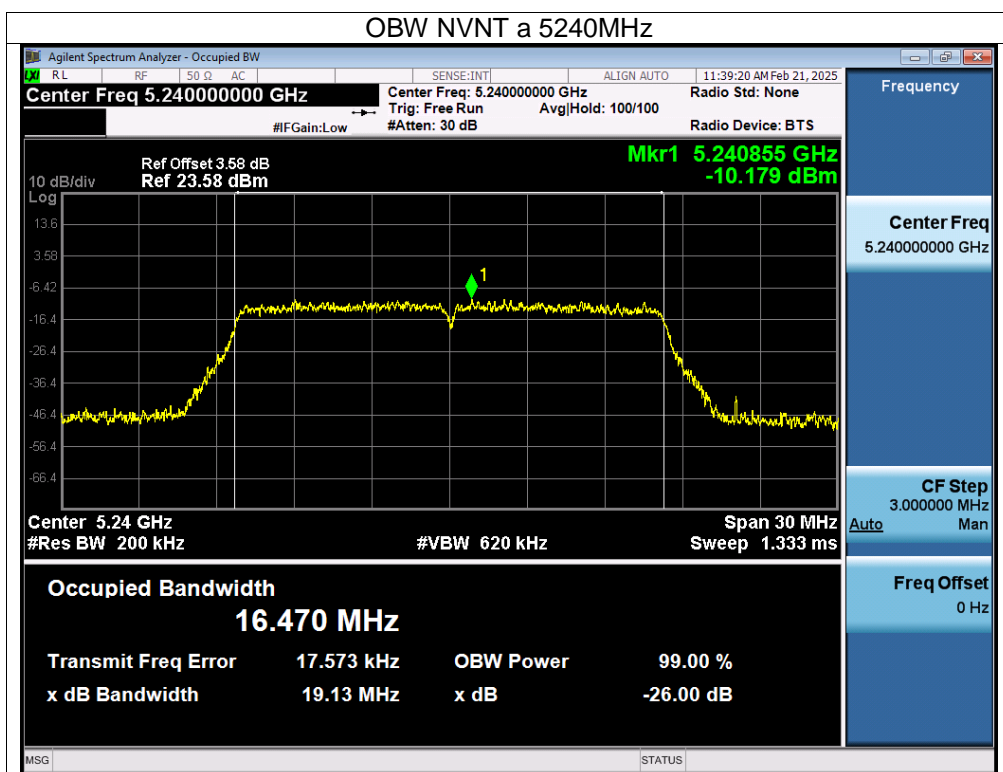 OBW NVNT a 5240MHz
Agilent Spectrum Analyzer - Occupied BW
LXI RL RF 50 Ω AC SENSE:INT ALIGN AUTO 11:39:20 AM Feb 21, 2025
Center Freq 5.240000000 GHz
Center Freq: 5.240000000 GHz Radio Std: None
Trig: Free Run Avg|Hold: 100/100
#IFGain:Low #Atten: 30 dB Radio Device: BTS
Mkr1 5.240855 GHz
-10.179 dBm
Ref Offset 3.58 dB
10 dB/div Ref 23.58 dBm
Log
13.6
3.58
-6.42
-16.4
-26.4
-36.4
-46.4
-56.4
-66.4
1
Center 5.24 GHz Span 30 MHz
#Res BW 200 kHz #VBW 620 kHz Sweep 1.333 ms
Occupied Bandwidth
16.470 MHz
Transmit Freq Error 17.573 kHz OBW Power 99.00 %
x dB Bandwidth 19.13 MHz x dB -26.00 dB
MSG STATUS
Frequency
Center Freq
5.240000000 GHz
CF Step
3.000000 MHz
Auto Man
Freq Offset
0 Hz